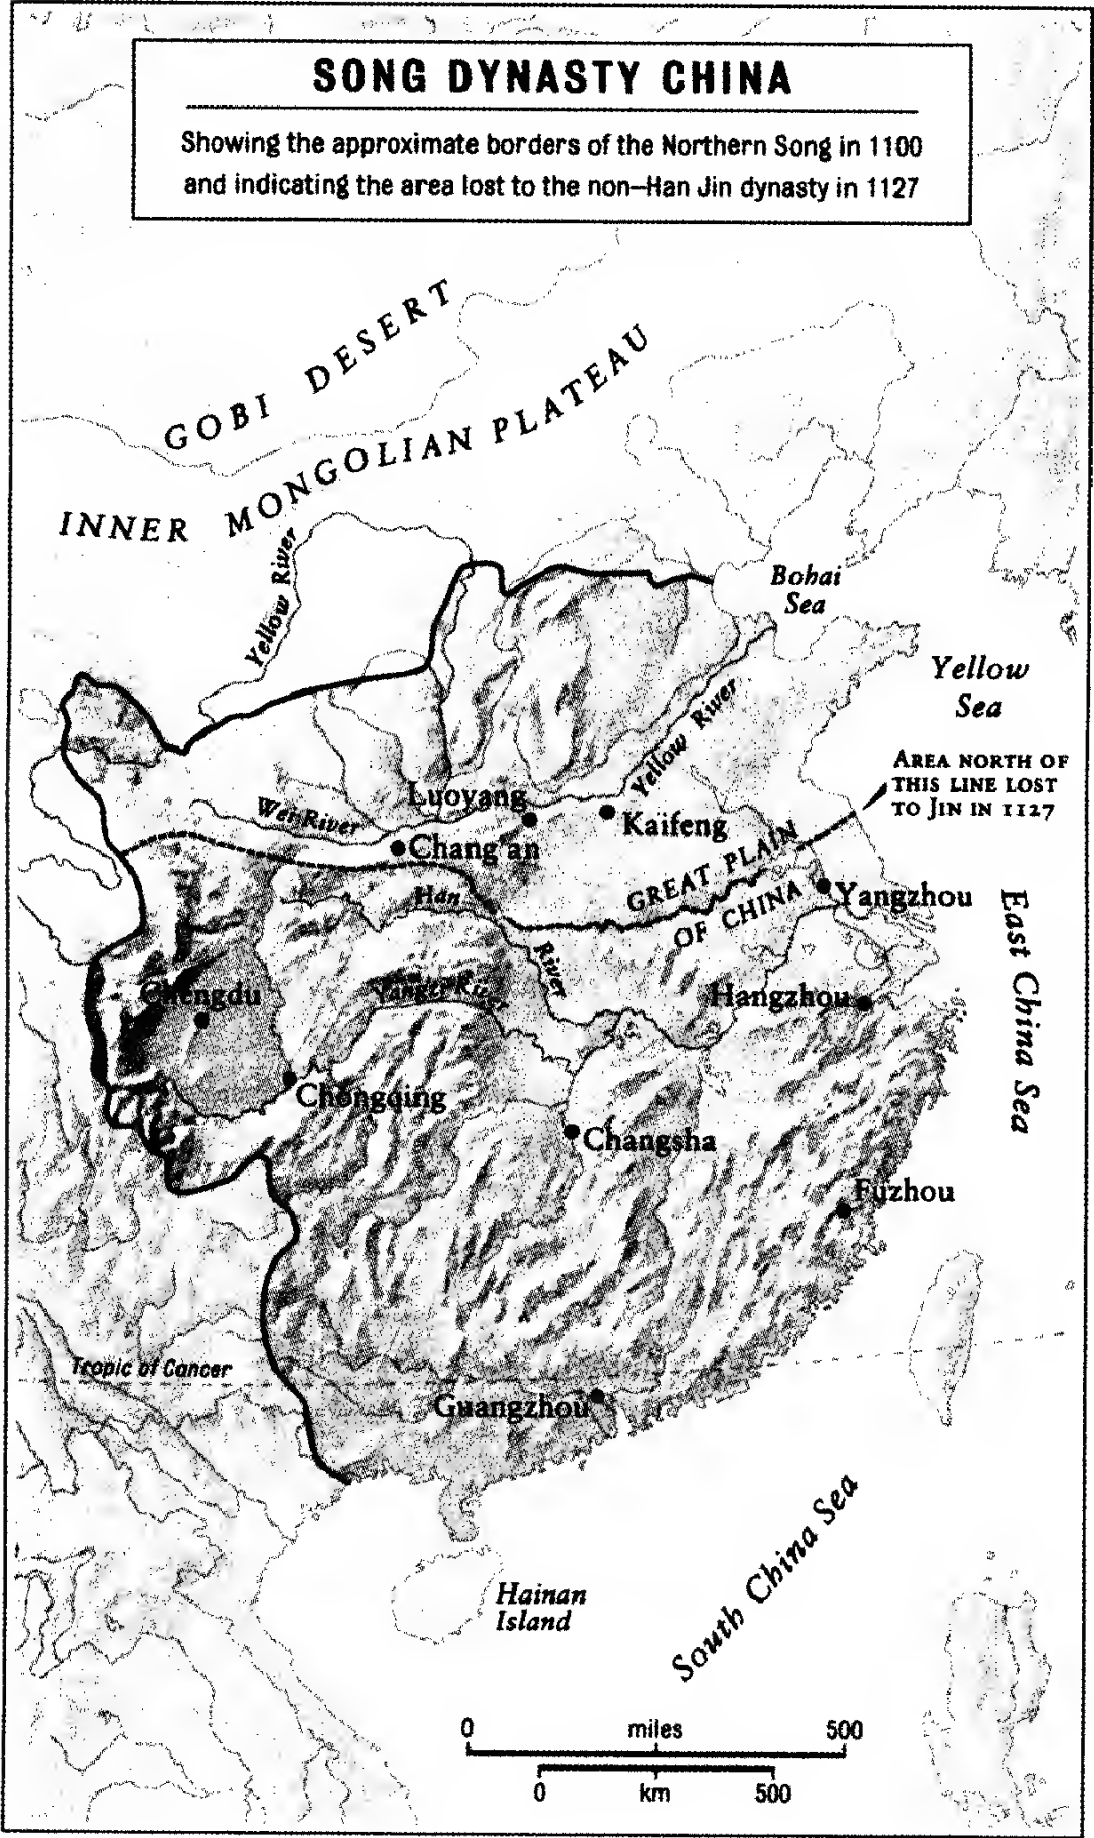 SONG DYNASTY CHINA
Showing the approximate borders of the Northern Song in 1100
and indicating the area lost to the non–Han Jin dynasty in 1127
GOBI DESERT
INNER MONGOLIAN PLATEAU
Yellow River
Bohai
Sea
Yellow
Sea
Yellow River
AREA NORTH OF
THIS LINE LOST
TO JIN IN 1127
Luoyang
Wei River
Kaifeng
Chang'an
GREAT PLAIN
OF CHINA
Han
River
Yangzhou
East China Sea
Chengdu
Yangzi River
Hangzhou
Chongqing
Changsha
Fuzhou
Tropic of Cancer
Guangzhou
South China Sea
Hainan
Island
0 miles 500
0 km 500